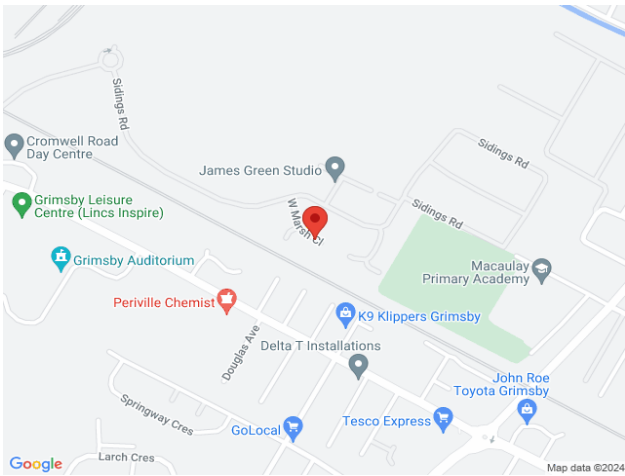 Sidings Rd
Cromwell Road
Day Centre
Sidings Rd
James Green Studio
Grimsby Leisure
Centre (Lincs Inspire)
W Marsh Cl
Sidings Rd
Grimsby Auditorium
Macaulay
Primary Academy
Periville Chemist
K9 Klippers Grimsby
Douglas Ave
Delta T Installations
John Roe
Toyota Grimsby
Springway Cres
GoLocal
Tesco Express
Larch Cres
Google
Map data ©2024